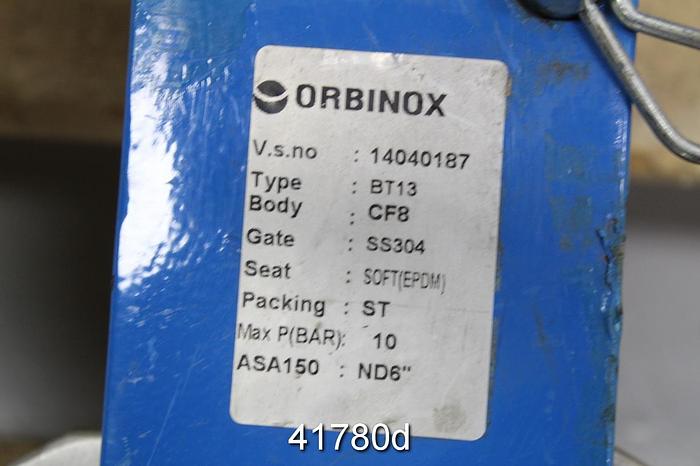 ORBINOX
V.s.no : 14040187
Type : BT13
Body : CF8
Gate : SS304
Seat : SOFT(EPDM)
Packing : ST
Max P(BAR): 10
ASA150 : ND6"
41780d